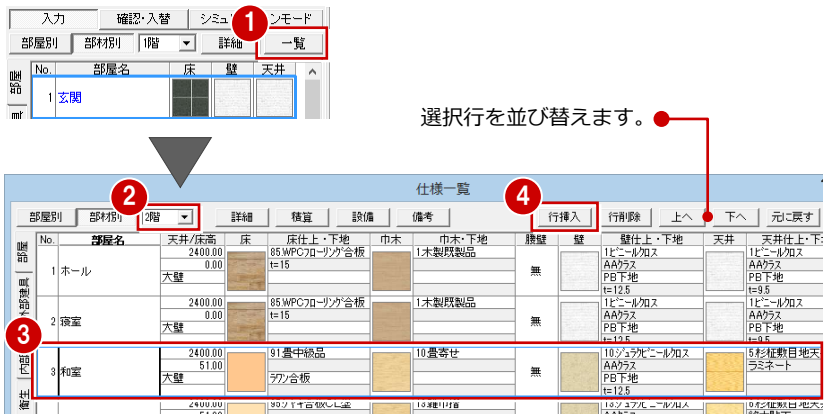 入力 確認・入替
1
部屋別 部材別 1階 詳細 一覧
部屋 No. 部屋名 床 壁 天井
1 玄関
選択行を並び替えます。
仕様一覧
2 4
部屋別 部材別 2階 詳細 積算 設備 備考 行挿入 行削除 上へ 下へ 元に戻す
部屋 No. 部屋名 天井/床高 床 床仕上・下地 巾木 巾木・下地 腰壁 壁 壁仕上・下地 天井 天井仕上・下
2400.00 85.WPCフローリング合板 1木製既製品 1ビニールクロス 1ビニールクロス
0.00 t=15 AAクラス AAクラス
1 ホール 大壁 無 PB下地 PB下地
t=12.5 t=9.5
2400.00 85.WPCフローリング合板 1木製既製品 1ビニールクロス 1ビニールクロス
0.00 t=15 AAクラス AAクラス
2 寝室 大壁 無 PB下地 PB下地
t=12.5 t=9.5
3
2400.00 91畳中級品 10畳寄せ 10ジュラクビニールクロス 5杉柾敷目地天
51.00 AAクラス ラミネート
3 和室 大壁 ラワン合板 無 PB下地
t=12.5
2400.00